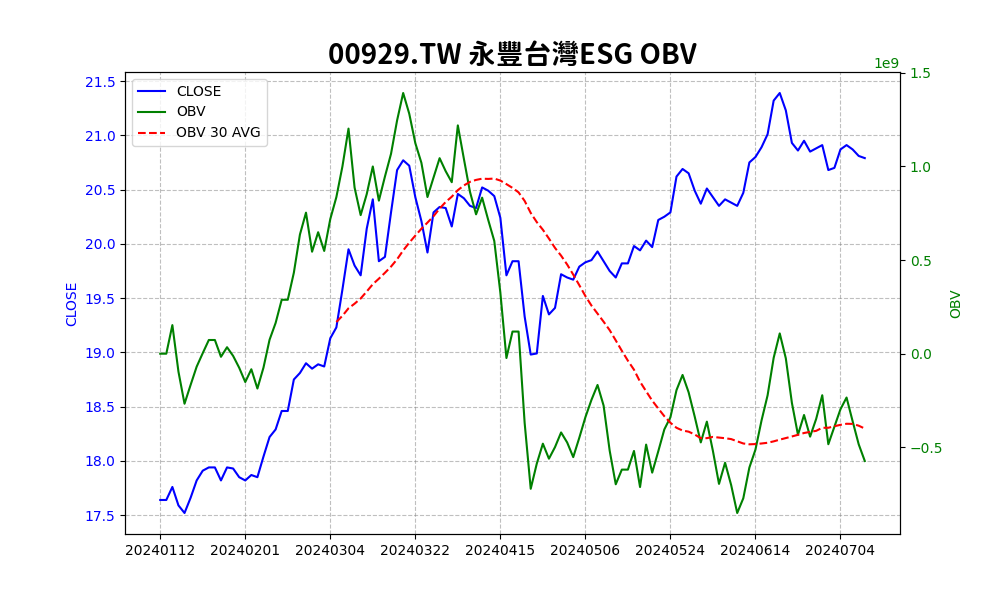 00929.TW 永豐台灣ESG OBV
1e9
CLOSE
OBV
OBV 30 AVG
21.5
21.0
20.5
20.0
19.5
19.0
18.5
18.0
17.5
CLOSE
1.5
1.0
0.5
0.0
−0.5
OBV
20240112 20240201 20240304 20240322 20240415 20240506 20240524 20240614 20240704